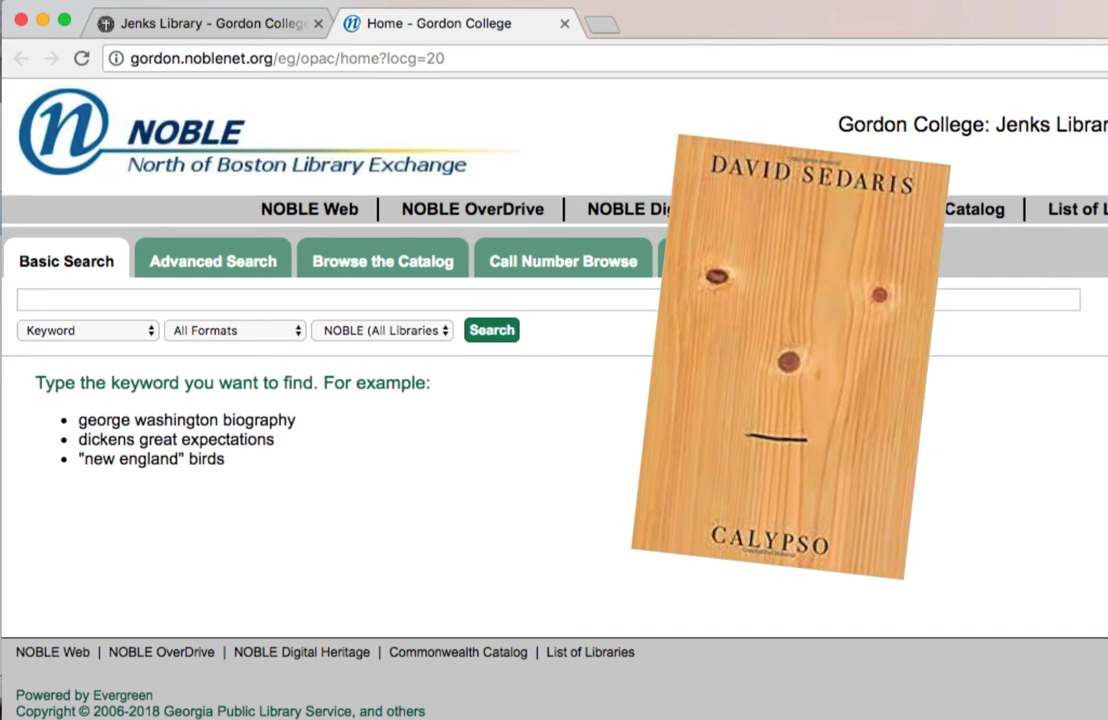 Jenks Library - Gordon College
Home - Gordon College
gordon.noblenet.org/eg/opac/home?locg=20
NOBLE
North of Boston Library Exchange
Gordon College: Jenks Librar
NOBLE Web | NOBLE OverDrive | NOBLE Dig Catalog | List of L
Basic Search Advanced Search Browse the Catalog Call Number Browse
Keyword All Formats NOBLE (All Libraries Search
Type the keyword you want to find. For example:
• george washington biography
• dickens great expectations
• "new england" birds
DAVID SEDARIS
CALYPSO
NOBLE Web | NOBLE OverDrive | NOBLE Digital Heritage | Commonwealth Catalog | List of Libraries
Powered by Evergreen
Copyright © 2006-2018 Georgia Public Library Service, and others